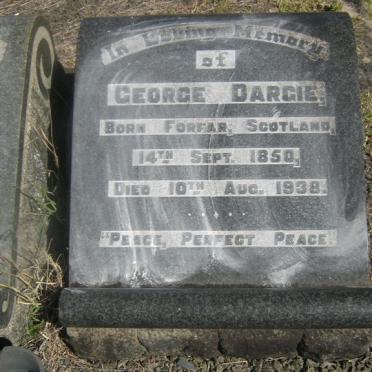 In Loving Memory
of
GEORGE DARGIE,
BORN FORFAR, SCOTLAND,
14TH SEPT. 1850,
DIED 10TH AUG. 1938.
"PEACE, PERFECT PEACE."